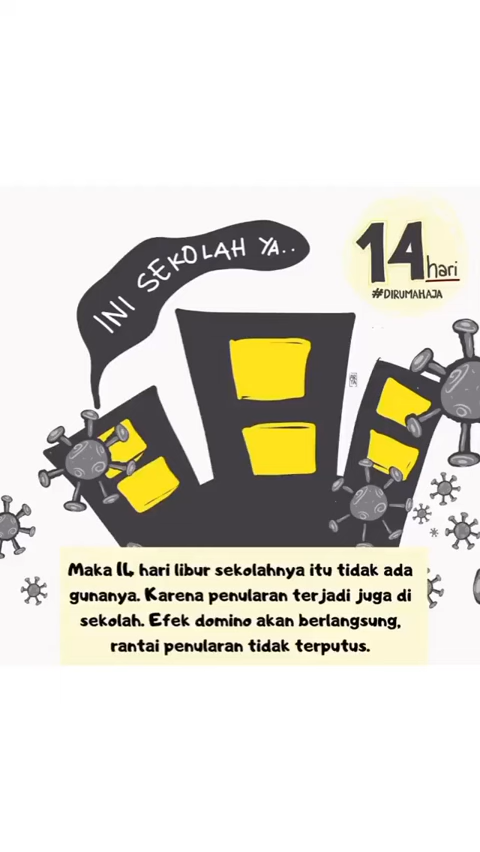 INI SEKOLAH YA..
14 hari
#DIRUMAHAJA
Maka 14 hari libur sekolahnya itu tidak ada
gunanya. Karena penularan terjadi juga di
sekolah. Efek domino akan berlangsung,
rantai penularan tidak terputus.